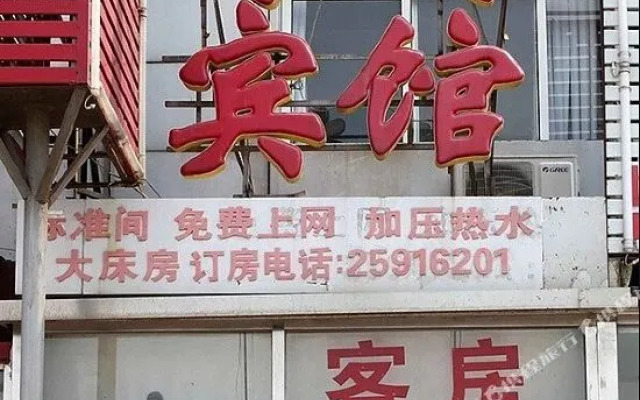 宾馆
GREE
标准间 免费上网 加压热水
大床房 订房电话:25916201
客房